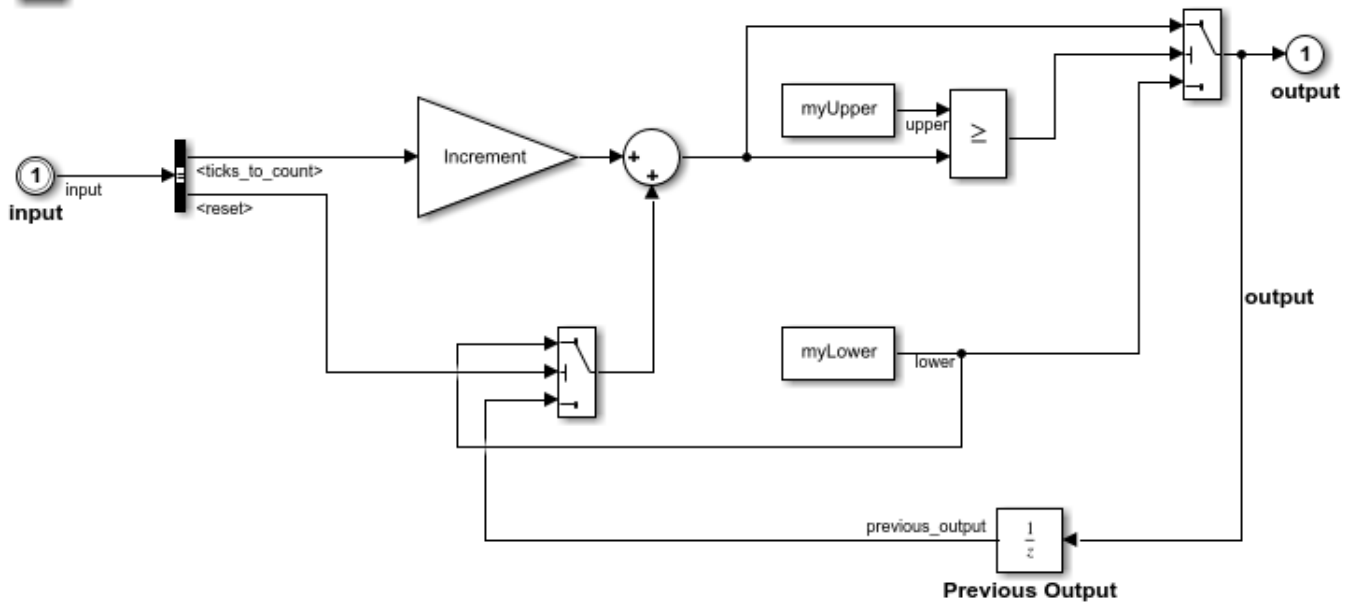 1
output
myUpper
upper
≥
Increment
+
+
1
input
input
<ticks_to_count>
<reset>
output
myLower
lower
previous_output
1
z
Previous Output